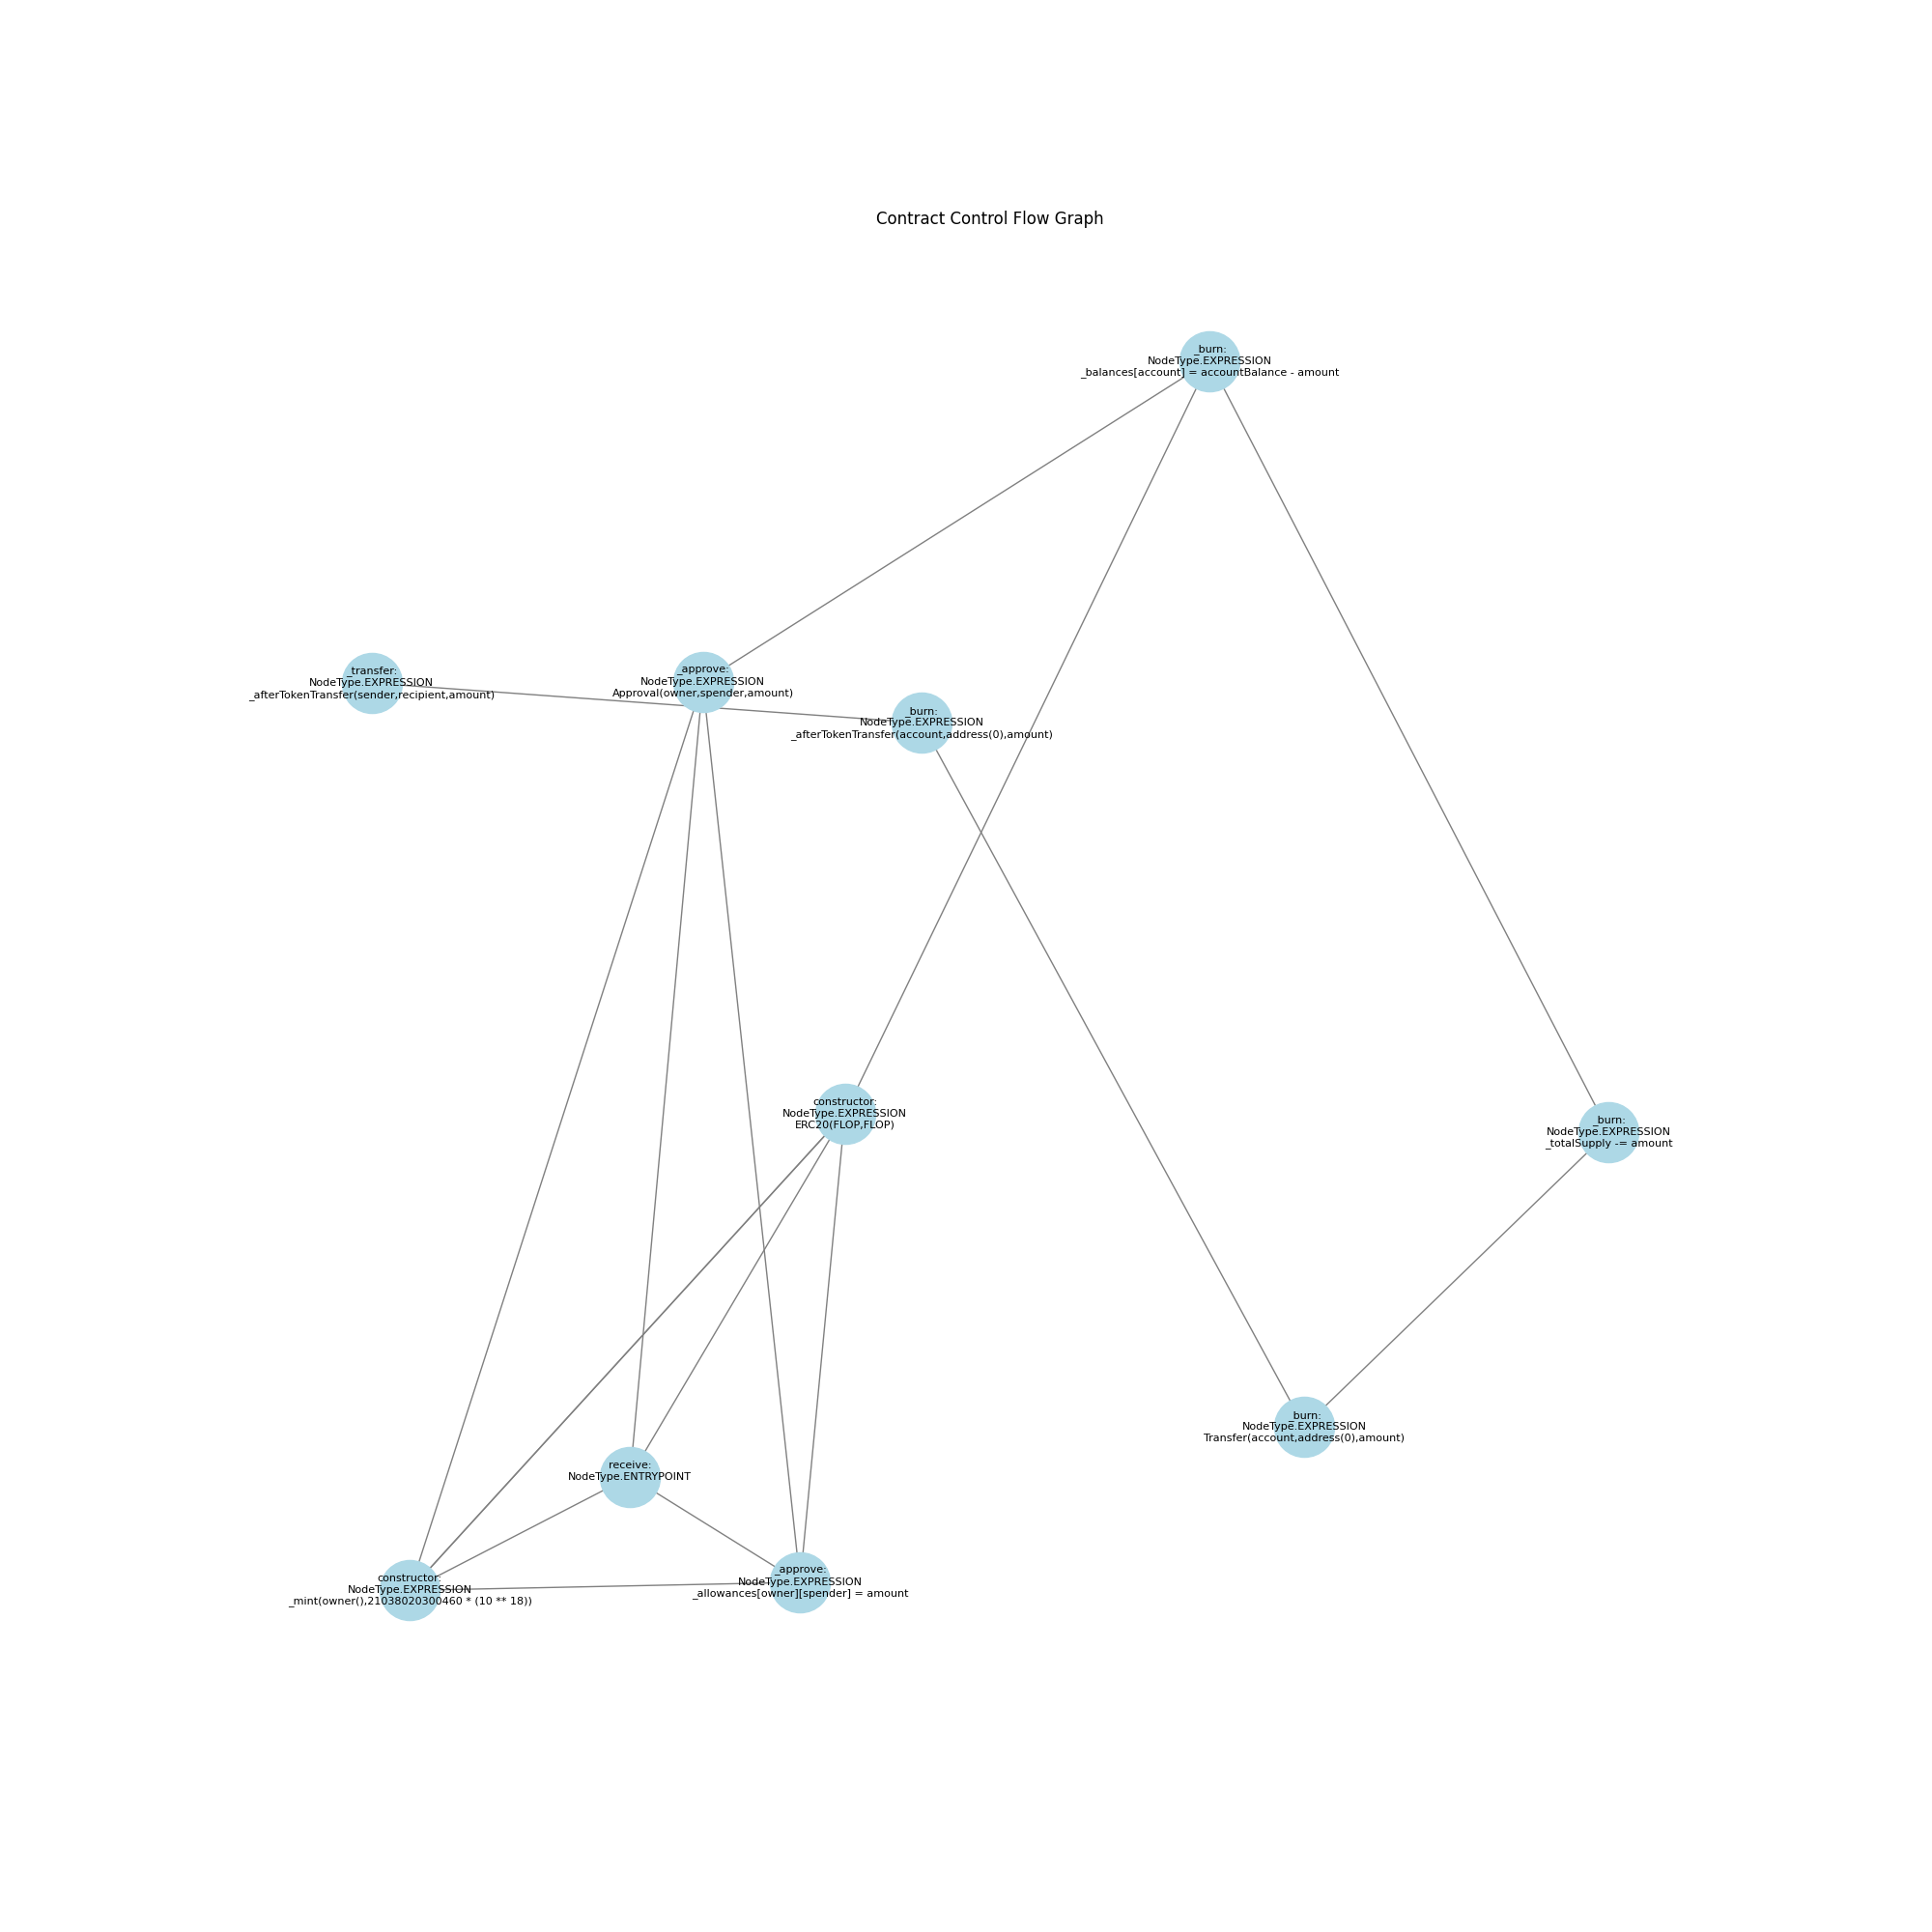 Contract Control Flow Graph
_burn:
NodeType.EXPRESSION
_balances[account] = accountBalance - amount
_transfer:
NodeType.EXPRESSION
_afterTokenTransfer(sender,recipient,amount)
_approve:
NodeType.EXPRESSION
Approval(owner,spender,amount)
_burn:
NodeType.EXPRESSION
_afterTokenTransfer(account,address(0),amount)
constructor:
NodeType.EXPRESSION
ERC20(FLOP,FLOP)
_burn:
NodeType.EXPRESSION
_totalSupply -= amount
_burn:
NodeType.EXPRESSION
Transfer(account,address(0),amount)
receive:
NodeType.ENTRYPOINT
constructor:
NodeType.EXPRESSION
_mint(owner(),21038020300460 * (10 ** 18))
_approve:
NodeType.EXPRESSION
_allowances[owner][spender] = amount